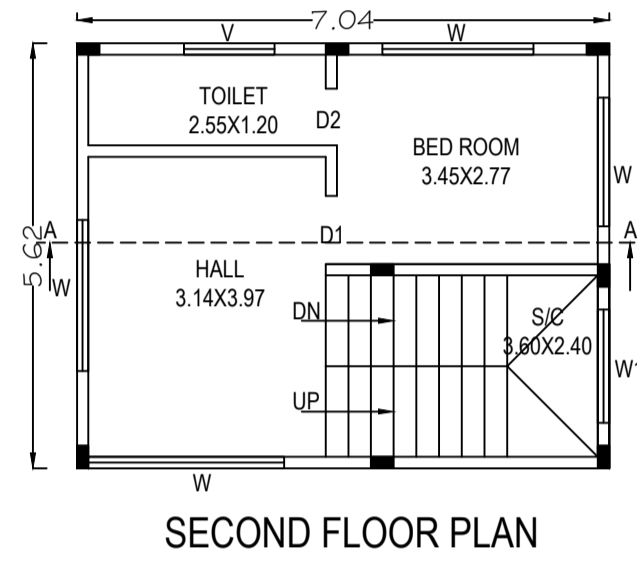 7.04
V
W
TOILET
2.55X1.20
D2
BED ROOM
3.45X2.77
W
5.62
A
A
D1
W
HALL
3.14X3.97
DN
S/C
3.60X2.40
W1
UP
W
SECOND FLOOR PLAN